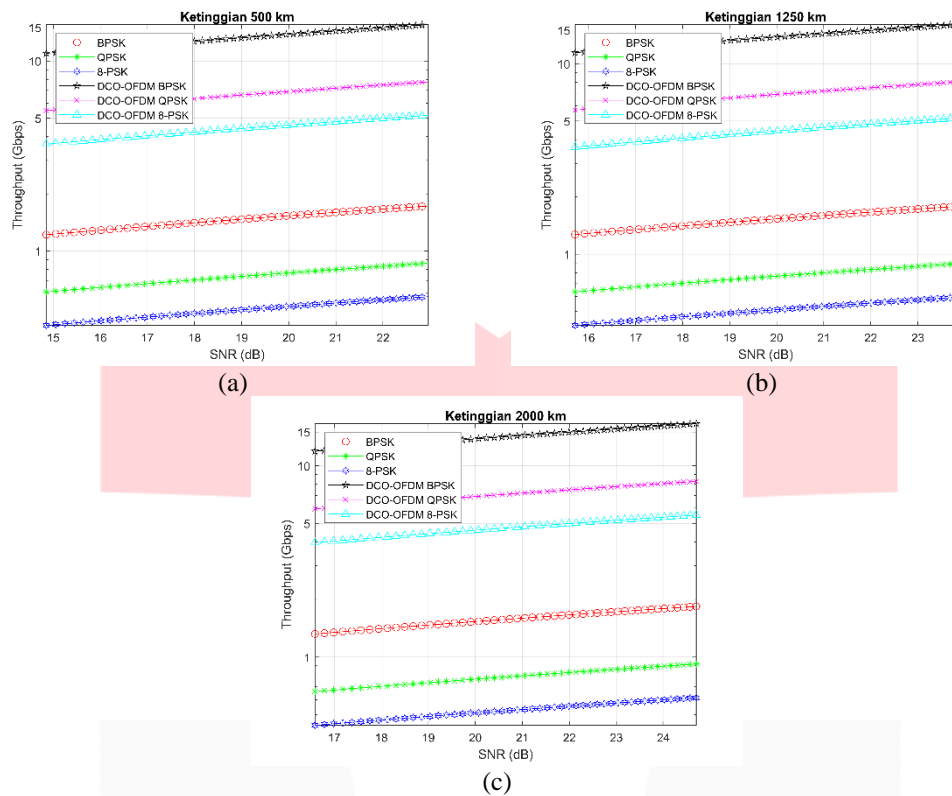 Ketinggian 500 km
15
10
5
1
Throughput (Gbps)
BPSK
QPSK
8-PSK
DCO-OFDM BPSK
DCO-OFDM QPSK
DCO-OFDM 8-PSK
15 16 17 18 19 20 21 22
SNR (dB)
(a)
Ketinggian 1250 km
15
10
5
1
Throughput (Gbps)
BPSK
QPSK
8-PSK
DCO-OFDM BPSK
DCO-OFDM QPSK
DCO-OFDM 8-PSK
16 17 18 19 20 21 22 23
SNR (dB)
(b)
Ketinggian 2000 km
15
10
5
1
Throughput (Gbps)
BPSK
QPSK
8-PSK
DCO-OFDM BPSK
DCO-OFDM QPSK
DCO-OFDM 8-PSK
17 18 19 20 21 22 23 24
SNR (dB)
(c)